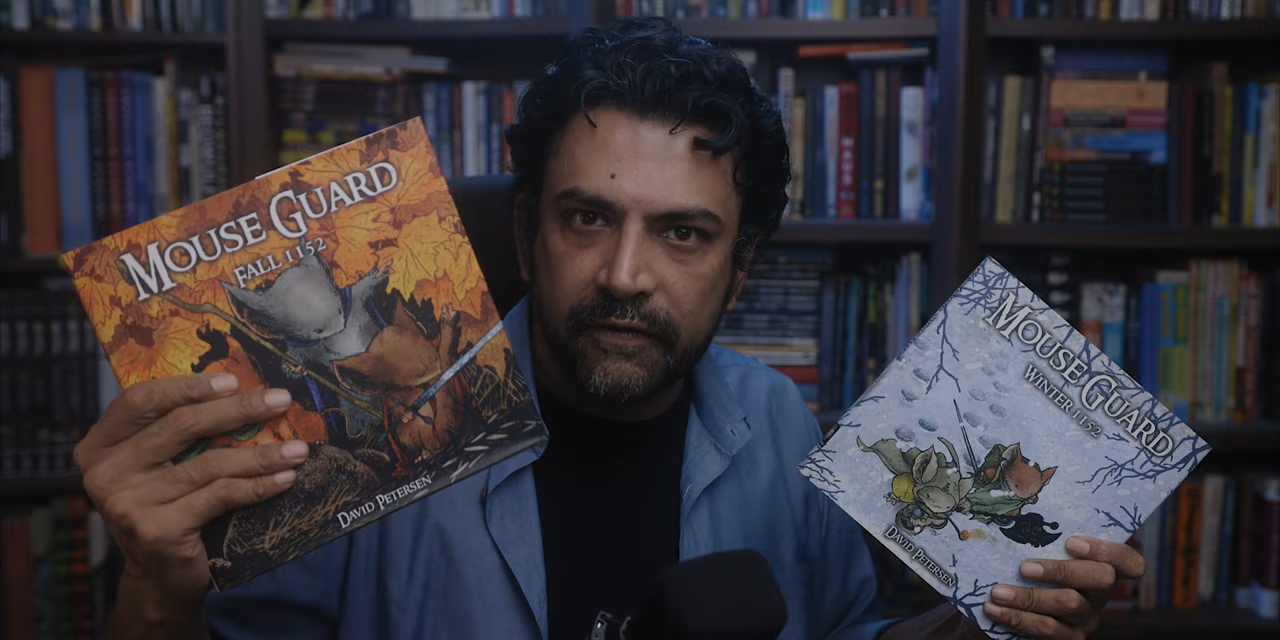 MOUSE GUARD
FALL 1152
DAVID PETERSEN
MOUSE GUARD
WINTER 1152
DAVID PETERSEN